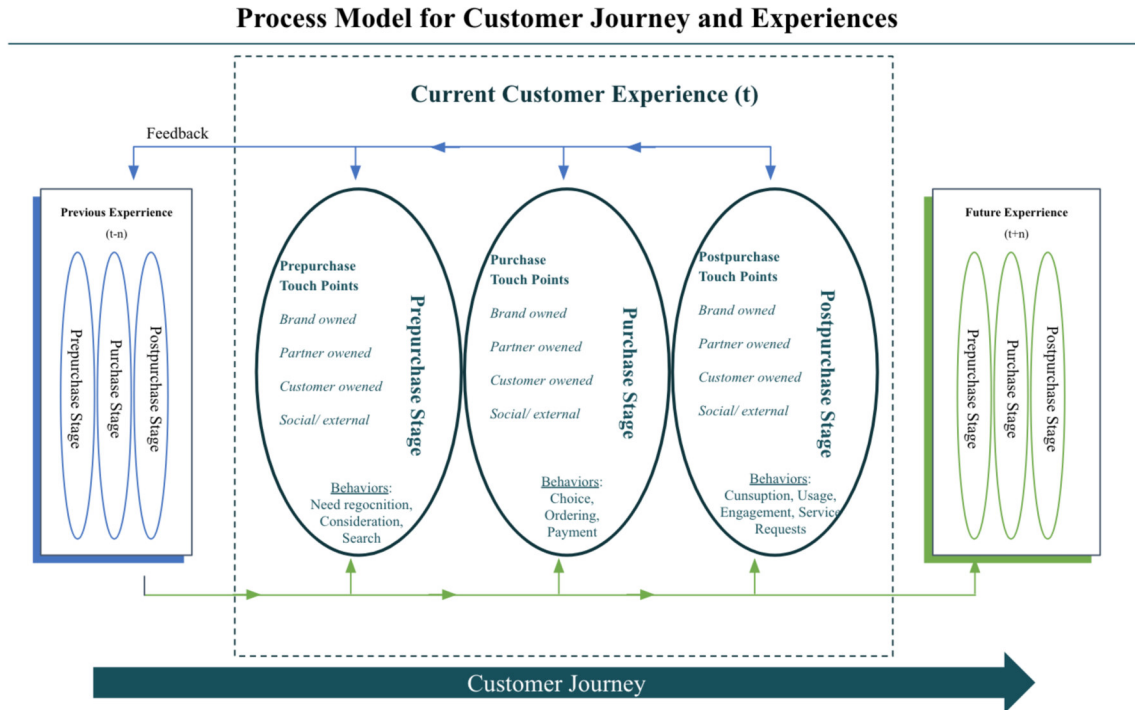 Process Model for Customer Journey and Experiences
Current Customer Experience (t)
Feedback
Previous Experrience
(t-n)
Prepurchase Stage
Purchase Stage
Postpurchase Stage
Prepurchase
Touch Points
Brand owned
Partner owened
Customer owened
Social/ external
Prepurchase Stage
Behaviors:
Need regocnition,
Consideration,
Search
Purchase
Touch Points
Brand owned
Partner owened
Customer owened
Social/ external
Purchase Stage
Behaviors:
Choice,
Ordering,
Payment
Postpurchase
Touch Points
Brand owned
Partner owened
Customer owened
Social/ external
Postpurchase Stage
Behaviors:
Cunsuption, Usage,
Engagement, Service
Requests
Future Experrience
(t+n)
Prepurchase Stage
Purchase Stage
Postpurchase Stage
Customer Journey